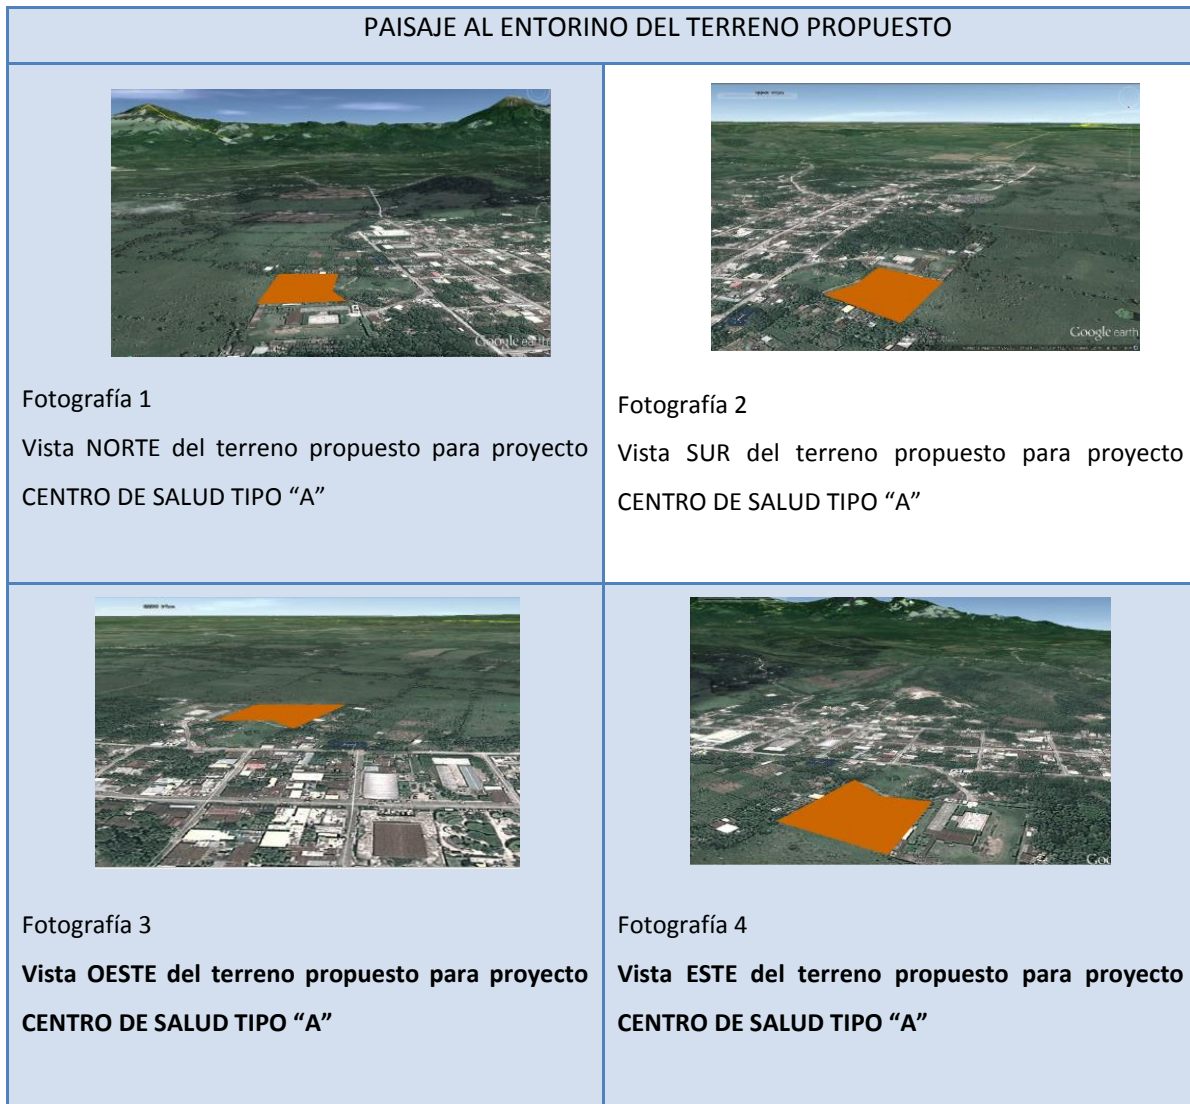 PAISAJE AL ENTORINO DEL TERRENO PROPUESTO
Google earth
Google earth
Fotografía 1
Vista NORTE del terreno propuesto para proyecto
CENTRO DE SALUD TIPO “A”
Fotografía 2
Vista SUR del terreno propuesto para proyecto
CENTRO DE SALUD TIPO “A”
Goo
Fotografía 3
Vista OESTE del terreno propuesto para proyecto
CENTRO DE SALUD TIPO “A”
Fotografía 4
Vista ESTE del terreno propuesto para proyecto
CENTRO DE SALUD TIPO “A”